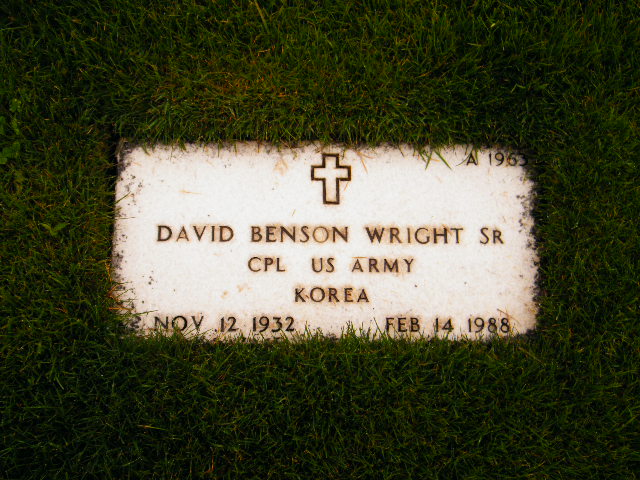 A 1963
DAVID BENSON WRIGHT SR
CPL US ARMY
KOREA
NOV 12 1932 FEB 14 1988